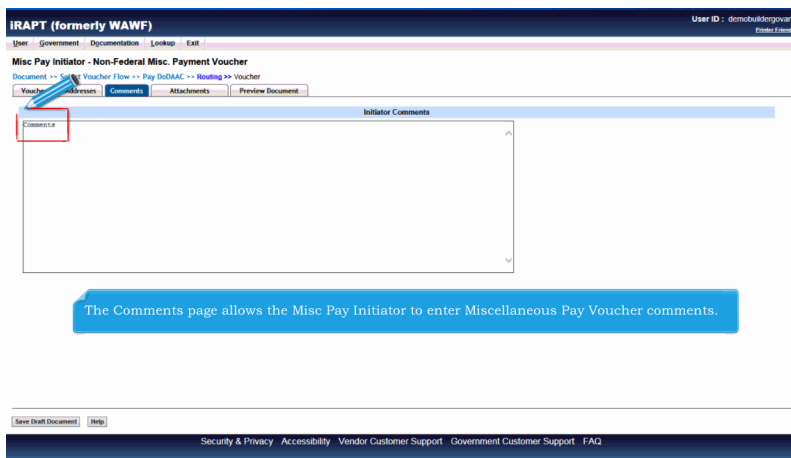 iRAPT (formerly WAWF)
User ID : demobuildergovar
Printer Frien
User Government Documentation Lookup Exit
Misc Pay Initiator - Non-Federal Misc. Payment Voucher
Document >> Select Voucher Flow >> Pay DoDAAC >> Routing >> Voucher
Voucher Addresses Comments Attachments Preview Document
Initiator Comments
Comments
The Comments page allows the Misc Pay Initiator to enter Miscellaneous Pay Voucher comments.
Save Draft Document Help
Security & Privacy Accessibility Vendor Customer Support Government Customer Support FAQ